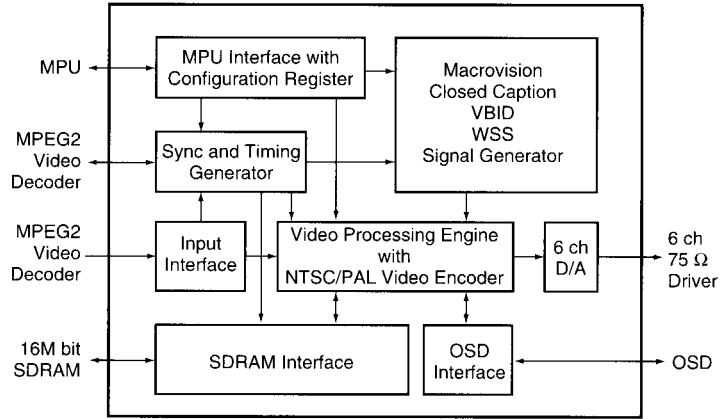 MPU
MPU Interface with
Configuration Register
Macrovision
Closed Caption
VBID
WSS
Signal Generator
MPEG2
Video
Decoder
Sync and Timing
Generator
MPEG2
Video
Decoder
Input
Interface
Video Processing Engine
with
NTSC/PAL Video Encoder
6 ch
D/A
6 ch
75 Ω
Driver
16M bit
SDRAM
SDRAM Interface
OSD
Interface
OSD